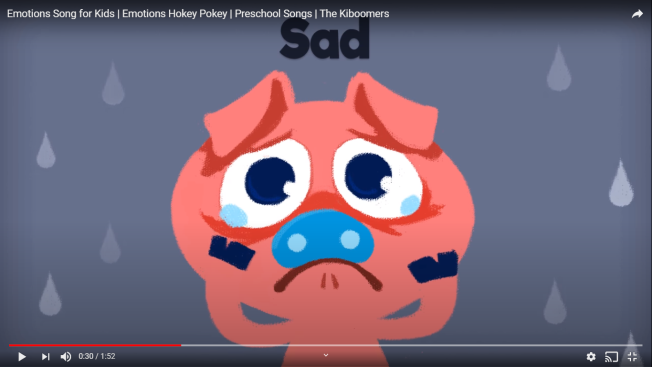 Emotions Song for Kids | Emotions Hokey Pokey | Preschool Songs | The Kiboomers
Sad
0:30 / 1:52